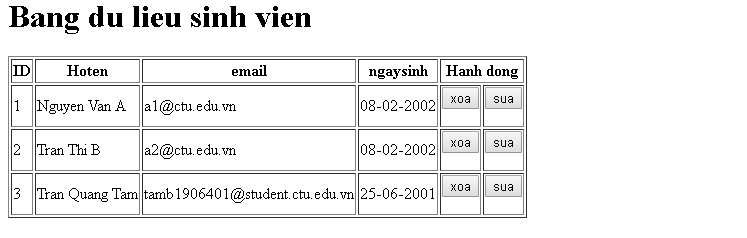 Bang du lieu sinh vien
ID Hoten email ngaysinh Hanh dong
1 Nguyen Van A a1@ctu.edu.vn 08-02-2002 xoa sua
2 Tran Thi B a2@ctu.edu.vn 08-02-2002 xoa sua
3 Tran Quang Tam tamb1906401@student.ctu.edu.vn 25-06-2001 xoa sua